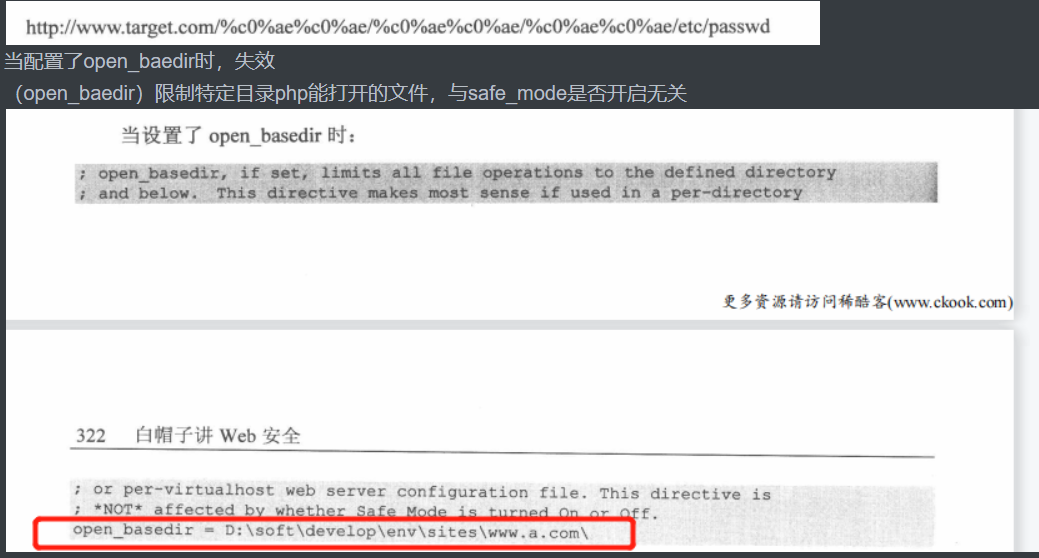 http://www.target.com/%c0%ae%c0%ae/%c0%ae%c0%ae/%c0%ae%c0%ae/etc/passwd
当配置了open_baedir时，失效
（open_baedir）限制特定目录php能打开的文件，与safe_mode是否开启无关
当设置了 open_basedir 时：
; open_basedir, if set, limits all file operations to the defined directory
; and below. This directive makes most sense if used in a per-directory
更多资源请访问稀酷客(www.ckook.com)
322 白帽子讲 Web 安全
; or per-virtualhost web server configuration file. This directive is
; *NOT* affected by whether Safe Mode is turned On or Off.
open_basedir = D:\soft\develop\env\sites\www.a.com\